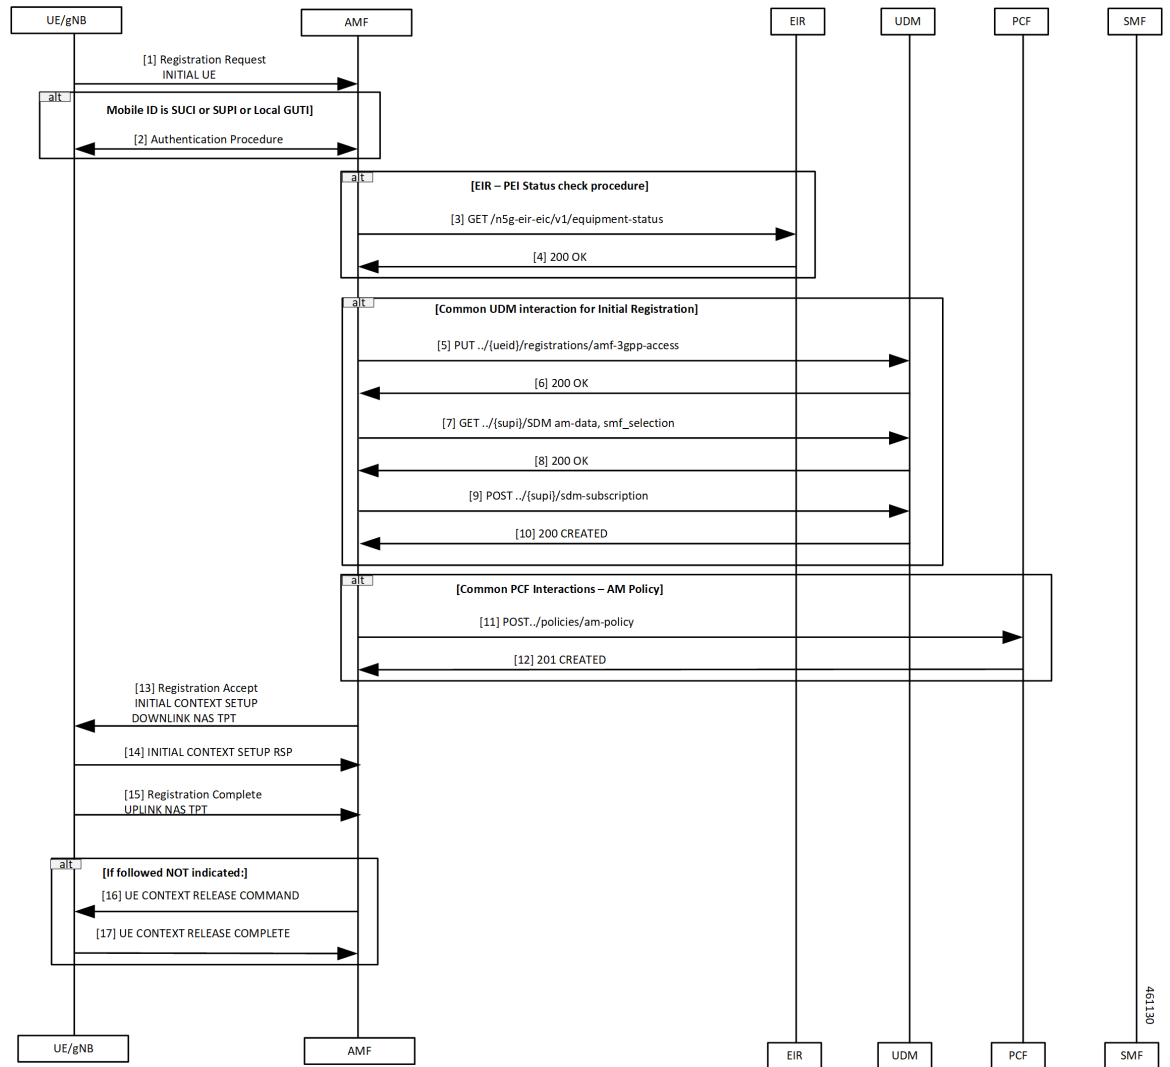 UE/gNB
AMF
EIR
UDM
PCF
SMF
[1] Registration Request
INITIAL UE
alt
Mobile ID is SUCI or SUPI or Local GUTI]
[2] Authentication Procedure
alt
[EIR – PEI Status check procedure]
[3] GET /n5g-eir-eic/v1/equipment-status
[4] 200 OK
alt
[Common UDM interaction for Initial Registration]
[5] PUT ../{ueid}/registrations/amf-3gpp-access
[6] 200 OK
[7] GET ../{supi}/SDM am-data, smf_selection
[8] 200 OK
[9] POST ../{supi}/sdm-subscription
[10] 200 CREATED
alt
[Common PCF Interactions – AM Policy]
[11] POST../policies/am-policy
[12] 201 CREATED
[13] Registration Accept
INITIAL CONTEXT SETUP
DOWNLINK NAS TPT
[14] INITIAL CONTEXT SETUP RSP
[15] Registration Complete
UPLINK NAS TPT
alt
[If followed NOT indicated:]
[16] UE CONTEXT RELEASE COMMAND
[17] UE CONTEXT RELEASE COMPLETE
461130
UE/gNB
AMF
EIR
UDM
PCF
SMF